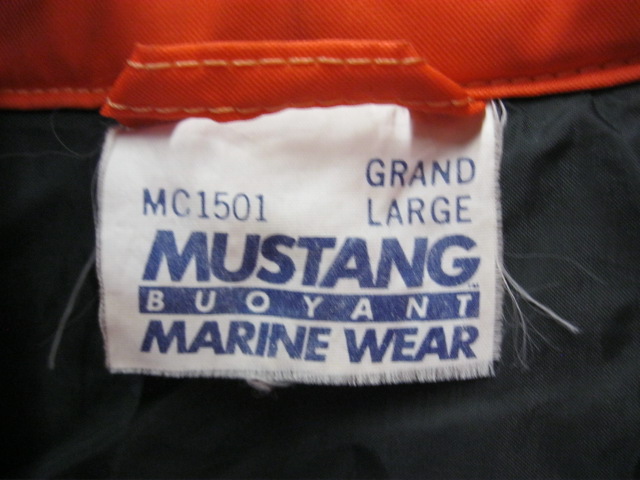 GRAND
MC1501 LARGE
MUSTANG
BUOYANT
MARINE WEAR